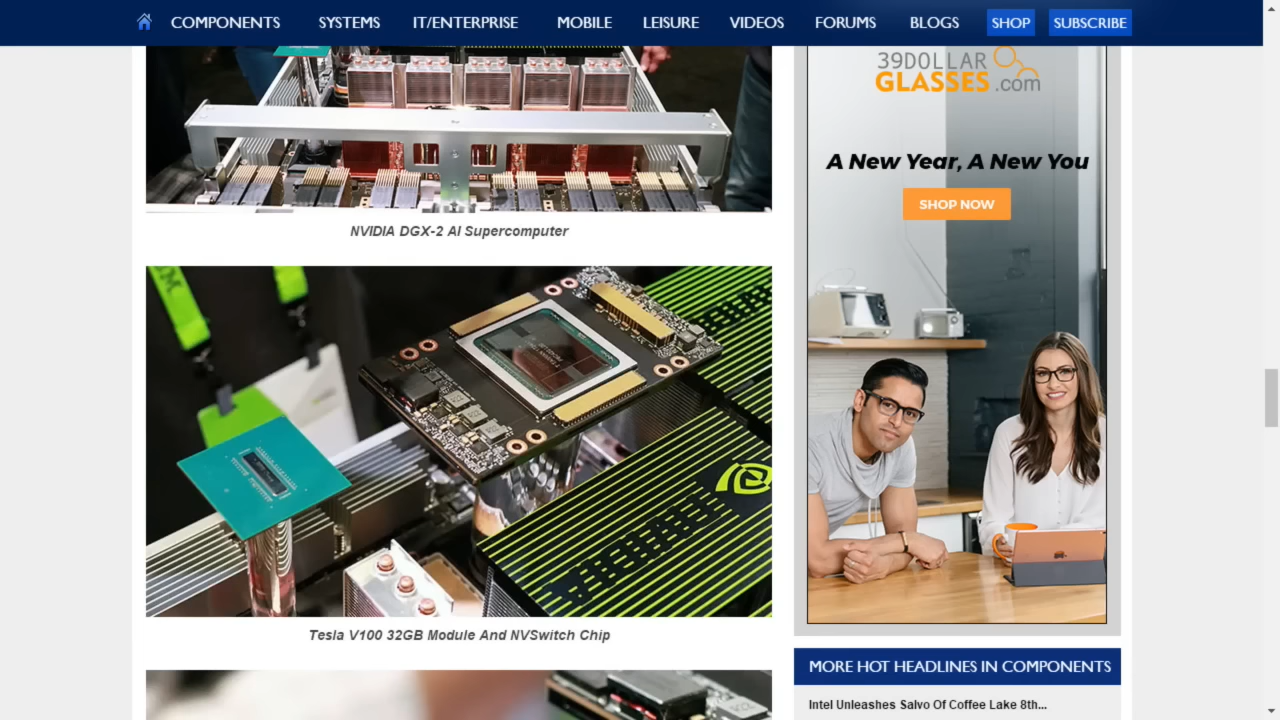 COMPONENTS SYSTEMS IT/ENTERPRISE MOBILE LEISURE VIDEOS FORUMS BLOGS SHOP SUBSCRIBE
NVIDIA DGX-2 AI Supercomputer
TESLA
Tesla V100 32GB Module And NVSwitch Chip
39DOLLAR
GLASSES.com
A New Year, A New You
SHOP NOW
MORE HOT HEADLINES IN COMPONENTS
Intel Unleashes Salvo Of Coffee Lake 8th...